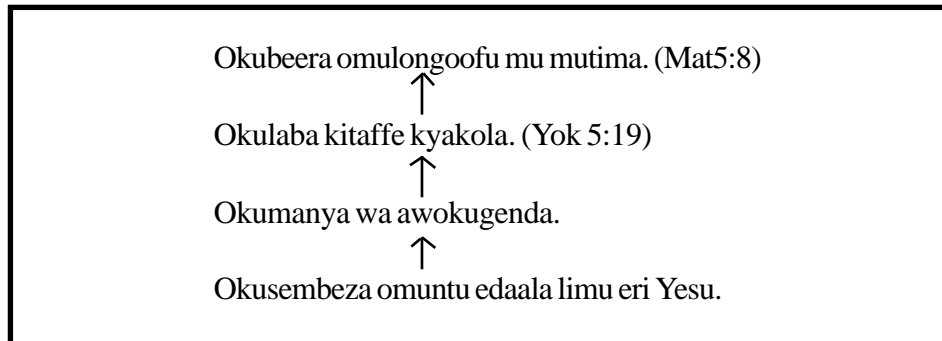 Okubeera omulongoofu mu mutima. (Mat5:8)
Okulaba kitaffe kyakola. (Yok 5:19)
Okumanya wa awokugenda.
Okusembeza omuntu edaala limu eri Yesu.